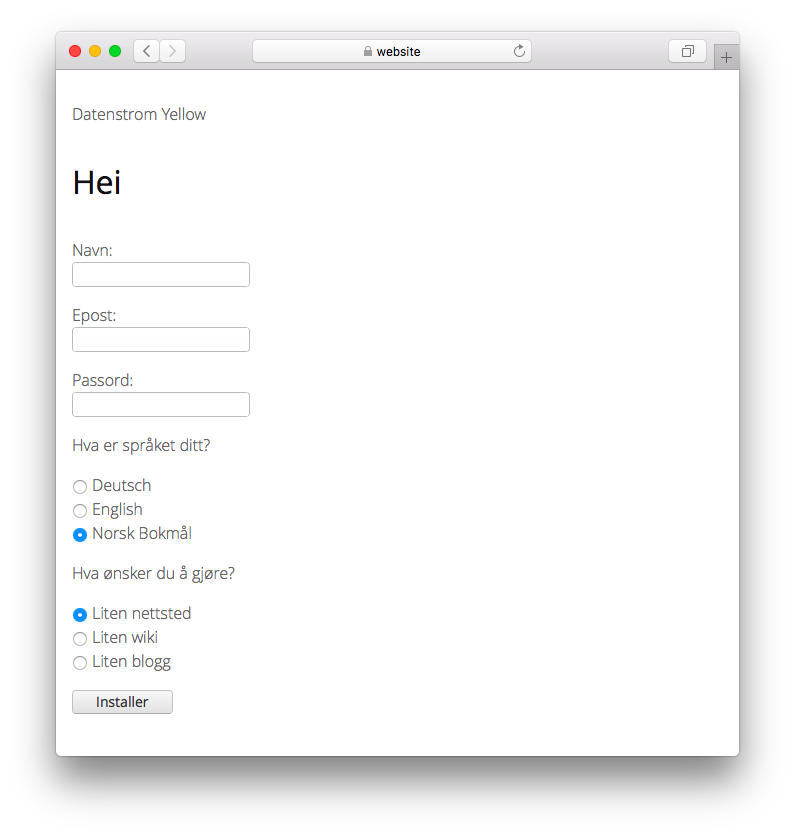 website
Datenstrom Yellow
Hei
Navn:
Epost:
Passord:
Hva er språket ditt?
Deutsch
English
Norsk Bokmål
Hva ønsker du å gjøre?
Liten nettsted
Liten wiki
Liten blogg
Installer